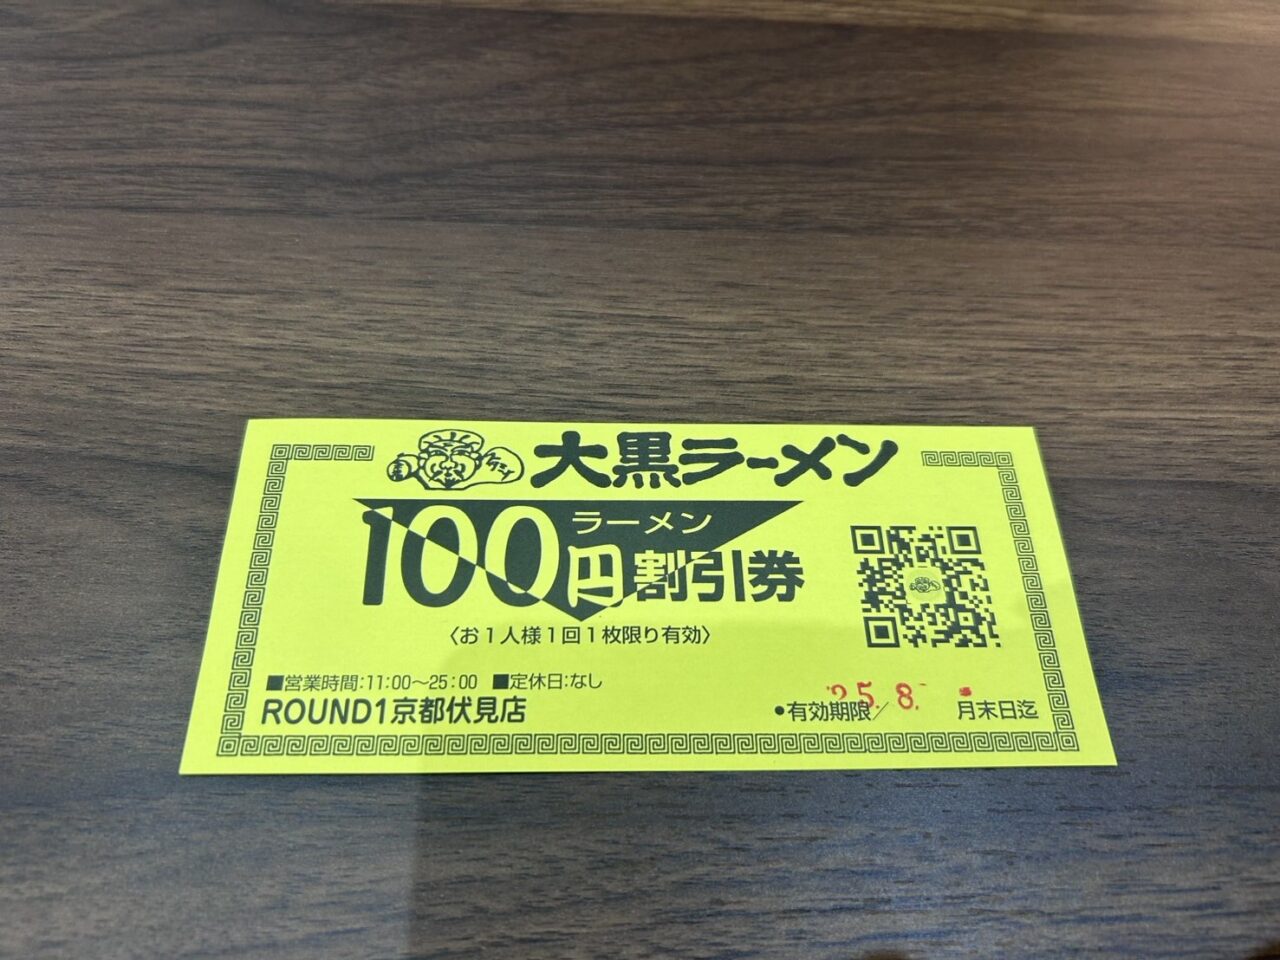 大黒ラーメン
ラーメン
100円割引券
〈お１人様１回１枚限り有効〉
■営業時間:11:00～25:00 ■定休日:なし
ROUND1京都伏見店
25.8.
●有効期限／ 月末日迄